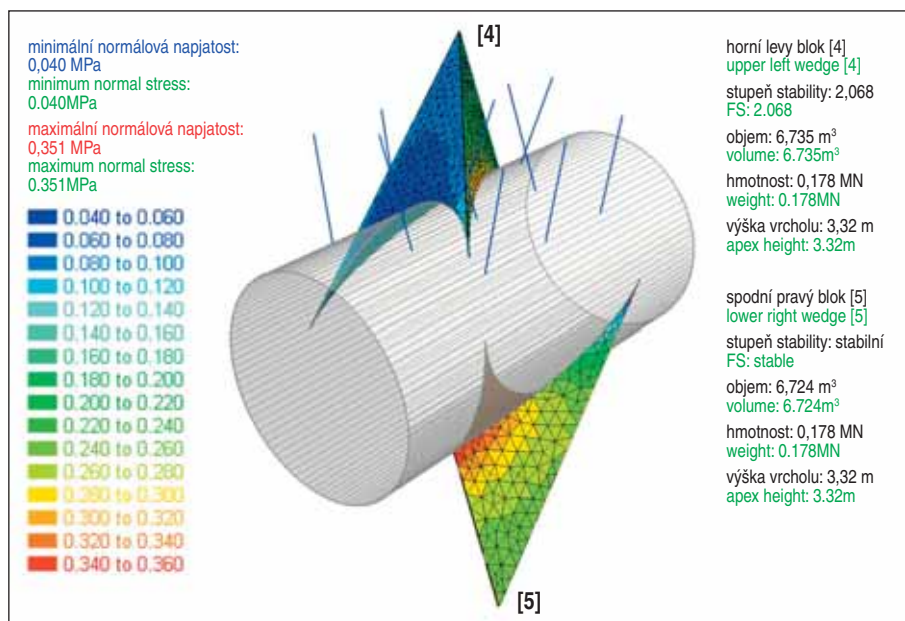 minimální normálová napjatost:
0,040 MPa
minimum normal stress:
0.040MPa
maximální normálová napjatost:
0,351 MPa
maximum normal stress:
0.351MPa
0.040 to 0.060
0.060 to 0.080
0.080 to 0.100
0.100 to 0.120
0.120 to 0.140
0.140 to 0.160
0.160 to 0.180
0.180 to 0.200
0.200 to 0.220
0.220 to 0.240
0.240 to 0.260
0.260 to 0.280
0.280 to 0.300
0.300 to 0.320
0.320 to 0.340
0.340 to 0.360
[4]
[5]
horní levy blok [4]
upper left wedge [4]
stupeň stability: 2,068
FS: 2.068
objem: 6,735 m³
volume: 6.735m³
hmotnost: 0,178 MN
weight: 0.178MN
výška vrcholu: 3,32 m
apex height: 3.32m
spodní pravý blok [5]
lower right wedge [5]
stupeň stability: stabilní
FS: stable
objem: 6,724 m³
volume: 6.724m³
hmotnost: 0,178 MN
weight: 0.178MN
výška vrcholu: 3,32 m
apex height: 3.32m